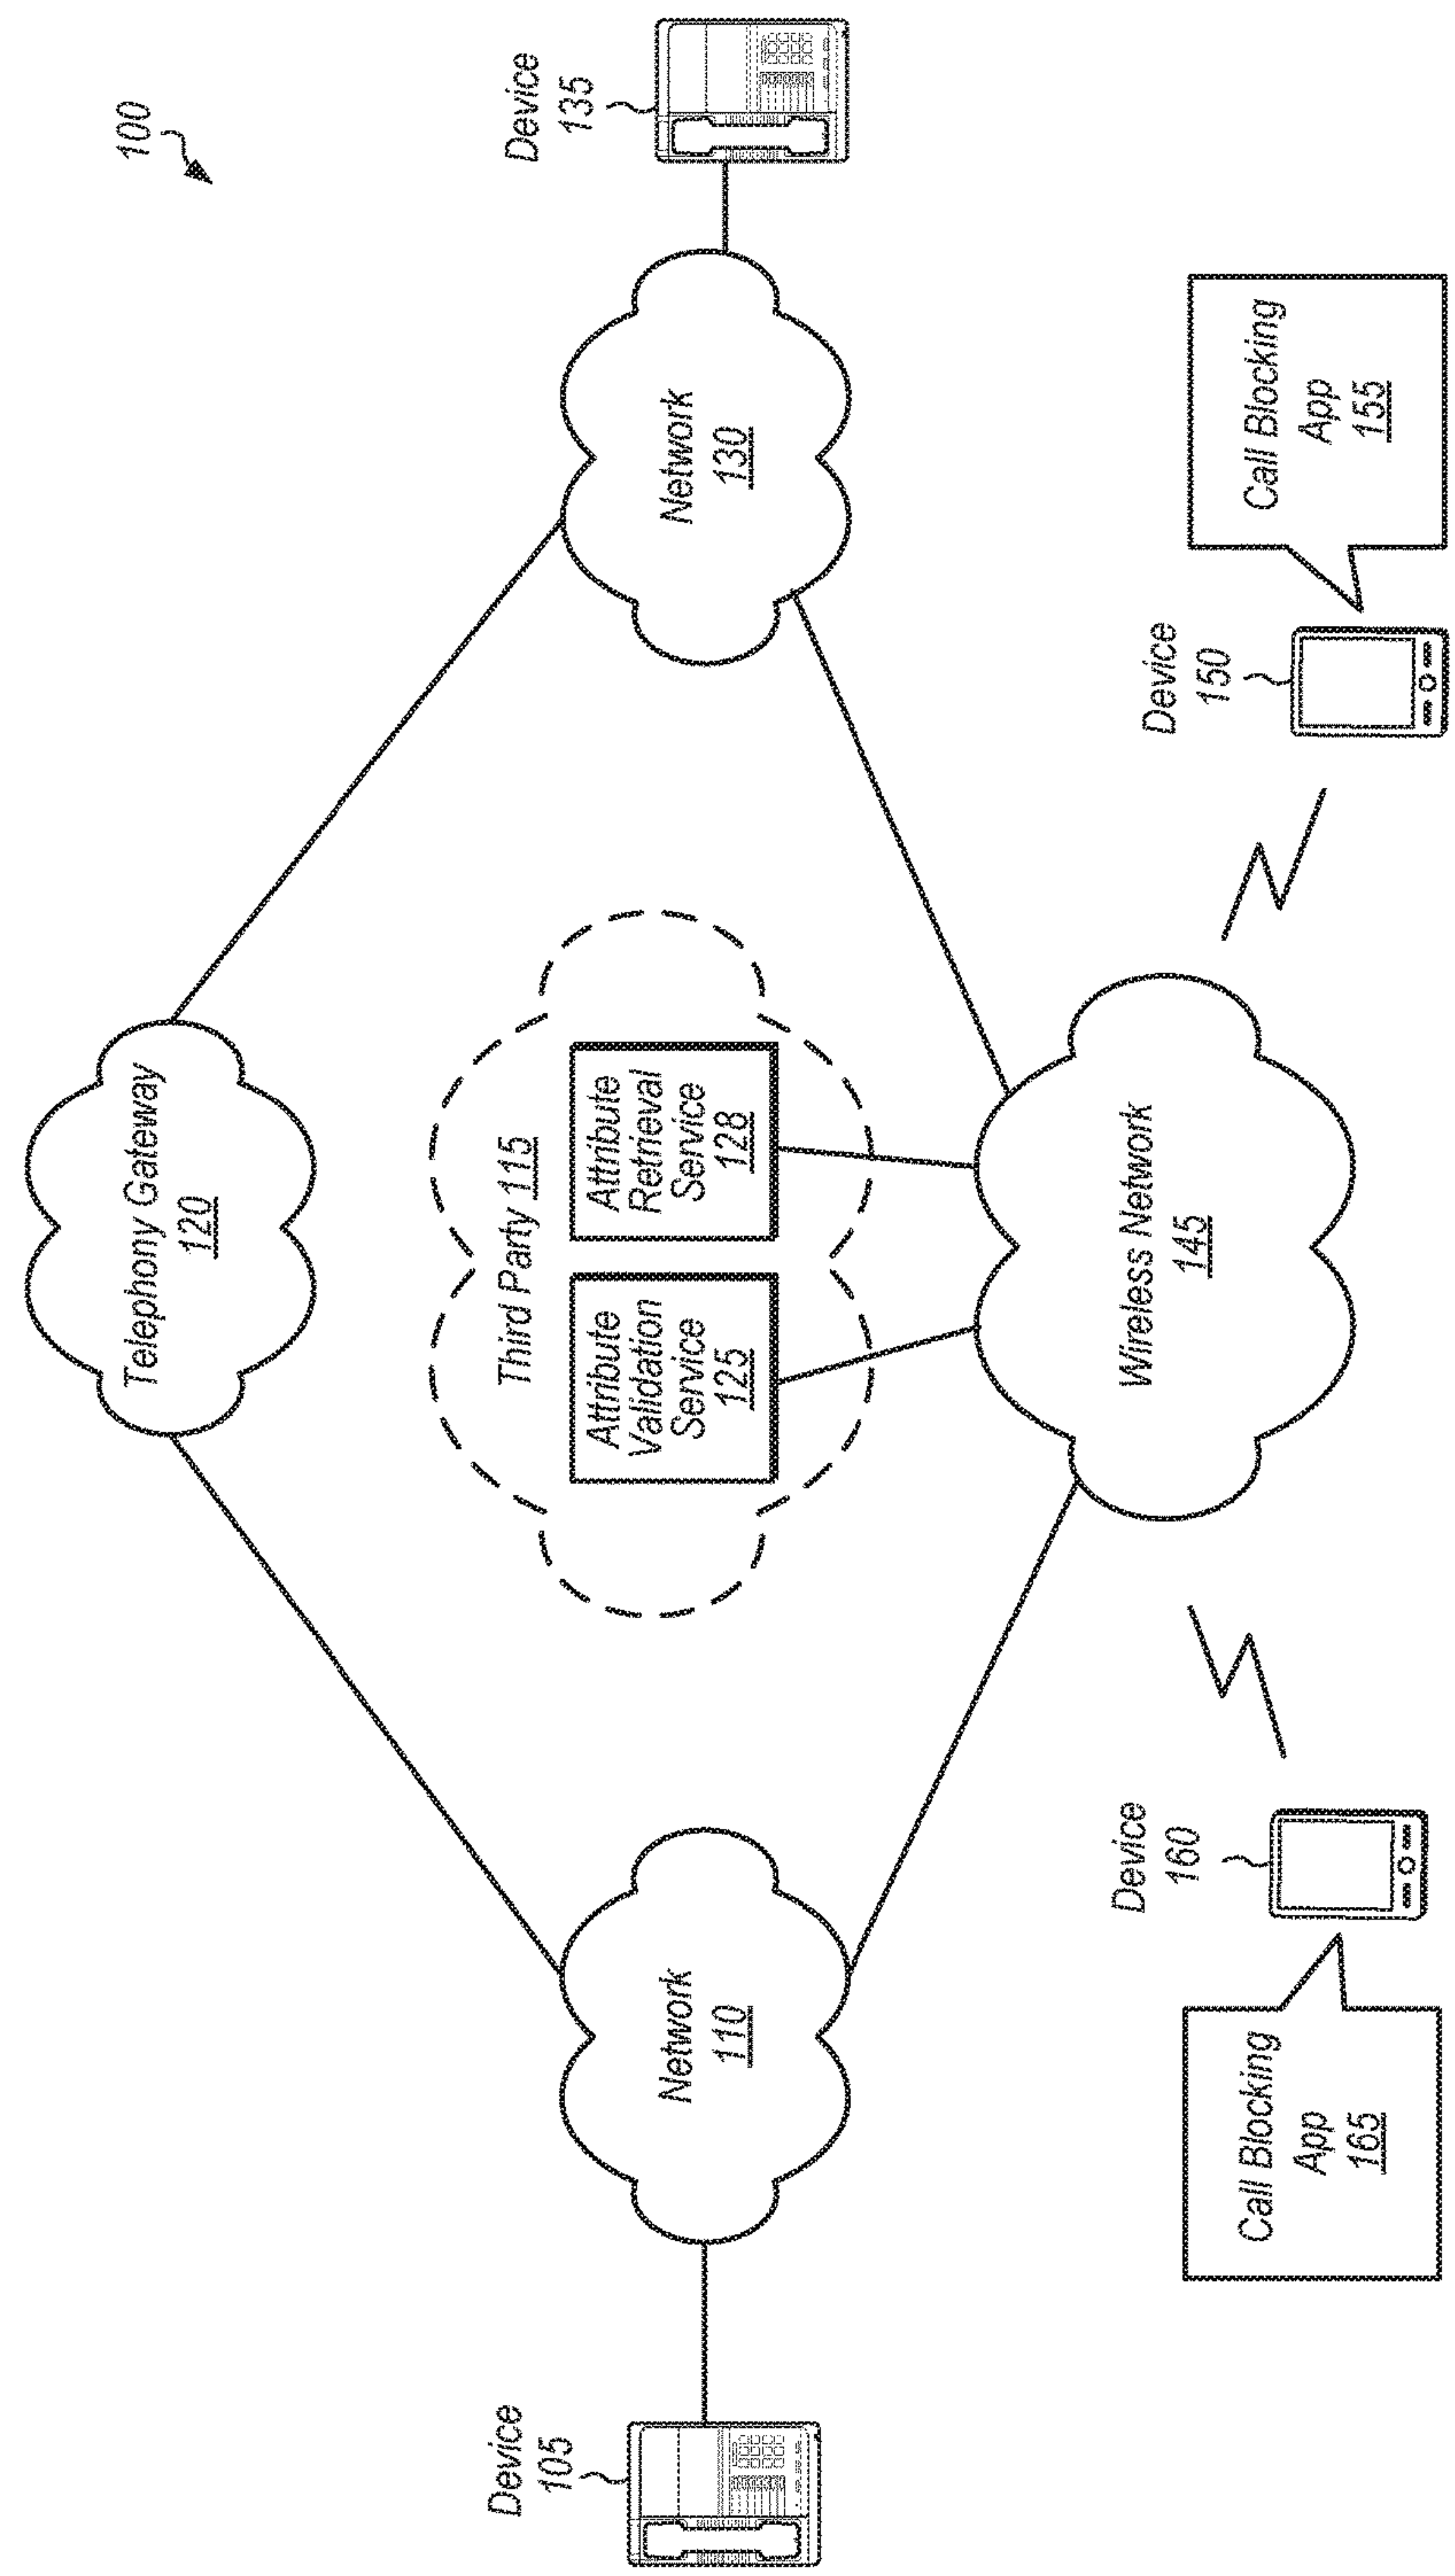 100
Telephony Gateway
120
Device
105
Network
110
Third Party 115
Attribute
Validation
Service
125
Attribute
Retrieval
Service
128
Network
130
Device
135
Wireless Network
145
Device
160
Call Blocking
App
165
Device
150
Call Blocking
App
155